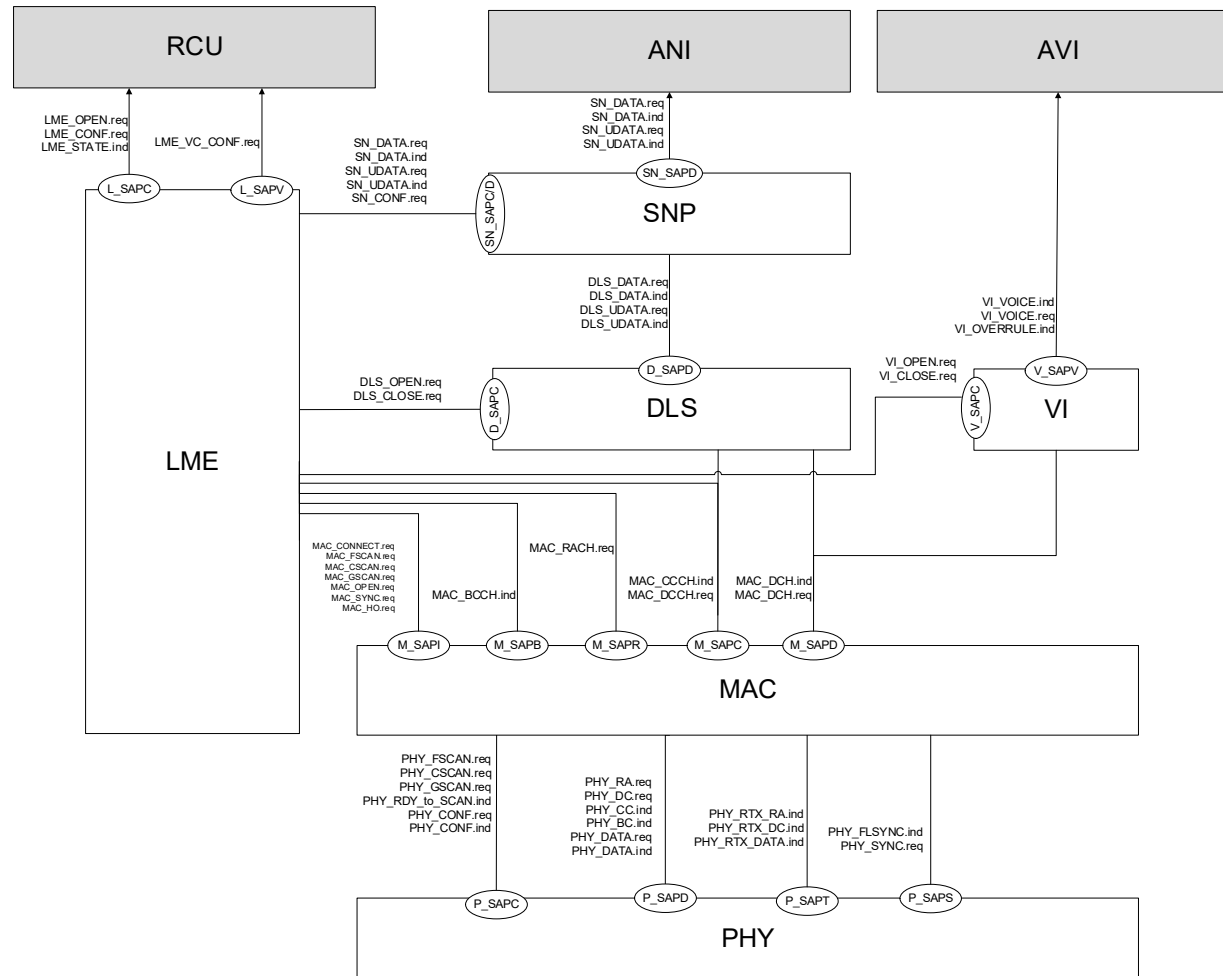 RCU
ANI
AVI
LME_OPEN.req
LME_CONF.req
LME_STATE.ind
LME_VC_CONF.req
SN_DATA.req
SN_DATA.ind
SN_UDATA.req
SN_UDATA.ind
SN_CONF.req
SN_DATA.req
SN_DATA.ind
SN_UDATA.req
SN_UDATA.ind
L_SAPC
L_SAPV
SN_SAPC/D
SN_SAPD
SNP
DLS_DATA.req
DLS_DATA.ind
DLS_UDATA.req
DLS_UDATA.ind
VI_VOICE.ind
VI_VOICE.req
VI_OVERRULE.ind
DLS_OPEN.req
DLS_CLOSE.req
D_SAPC
D_SAPD
DLS
VI_OPEN.req
VI_CLOSE.req
V_SAPC
V_SAPV
VI
LME
MAC_CONNECT.req
MAC_FSCAN.req
MAC_CSCAN.req
MAC_GSCAN.req
MAC_OPEN.req
MAC_SYNC.req
MAC_HO.req
MAC_BCCH.ind
MAC_RACH.req
MAC_CCCH.ind
MAC_DCCH.req
MAC_DCH.ind
MAC_DCH.req
M_SAPI
M_SAPB
M_SAPR
M_SAPC
M_SAPD
MAC
PHY_FSCAN.req
PHY_CSCAN.req
PHY_GSCAN.req
PHY_RDY_to_SCAN.ind
PHY_CONF.req
PHY_CONF.ind
PHY_RA.req
PHY_DC.req
PHY_CC.ind
PHY_BC.ind
PHY_DATA.req
PHY_DATA.ind
PHY_RTX_RA.ind
PHY_RTX_DC.ind
PHY_RTX_DATA.ind
PHY_FLSYNC.ind
PHY_SYNC.req
P_SAPC
P_SAPD
P_SAPT
P_SAPS
PHY